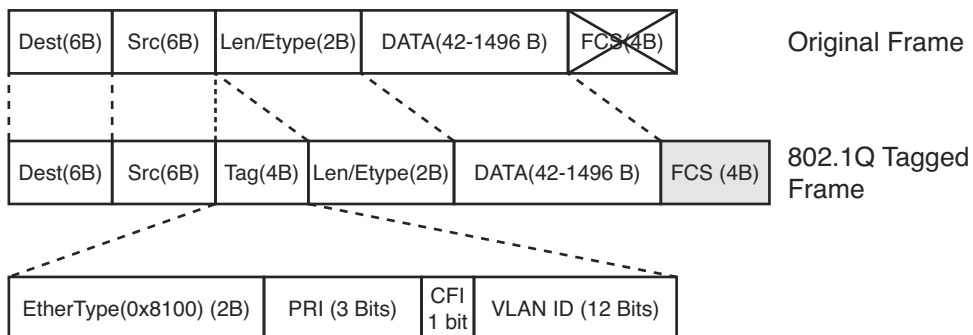 Dest(6B) Src(6B) Len/Etype(2B) DATA(42-1496 B) FCS(4B) Original Frame
Dest(6B) Src(6B) Tag(4B) Len/Etype(2B) DATA(42-1496 B) FCS (4B) 802.1Q Tagged
Frame
EtherType(0x8100) (2B) PRI (3 Bits) CFI
1 bit VLAN ID (12 Bits)